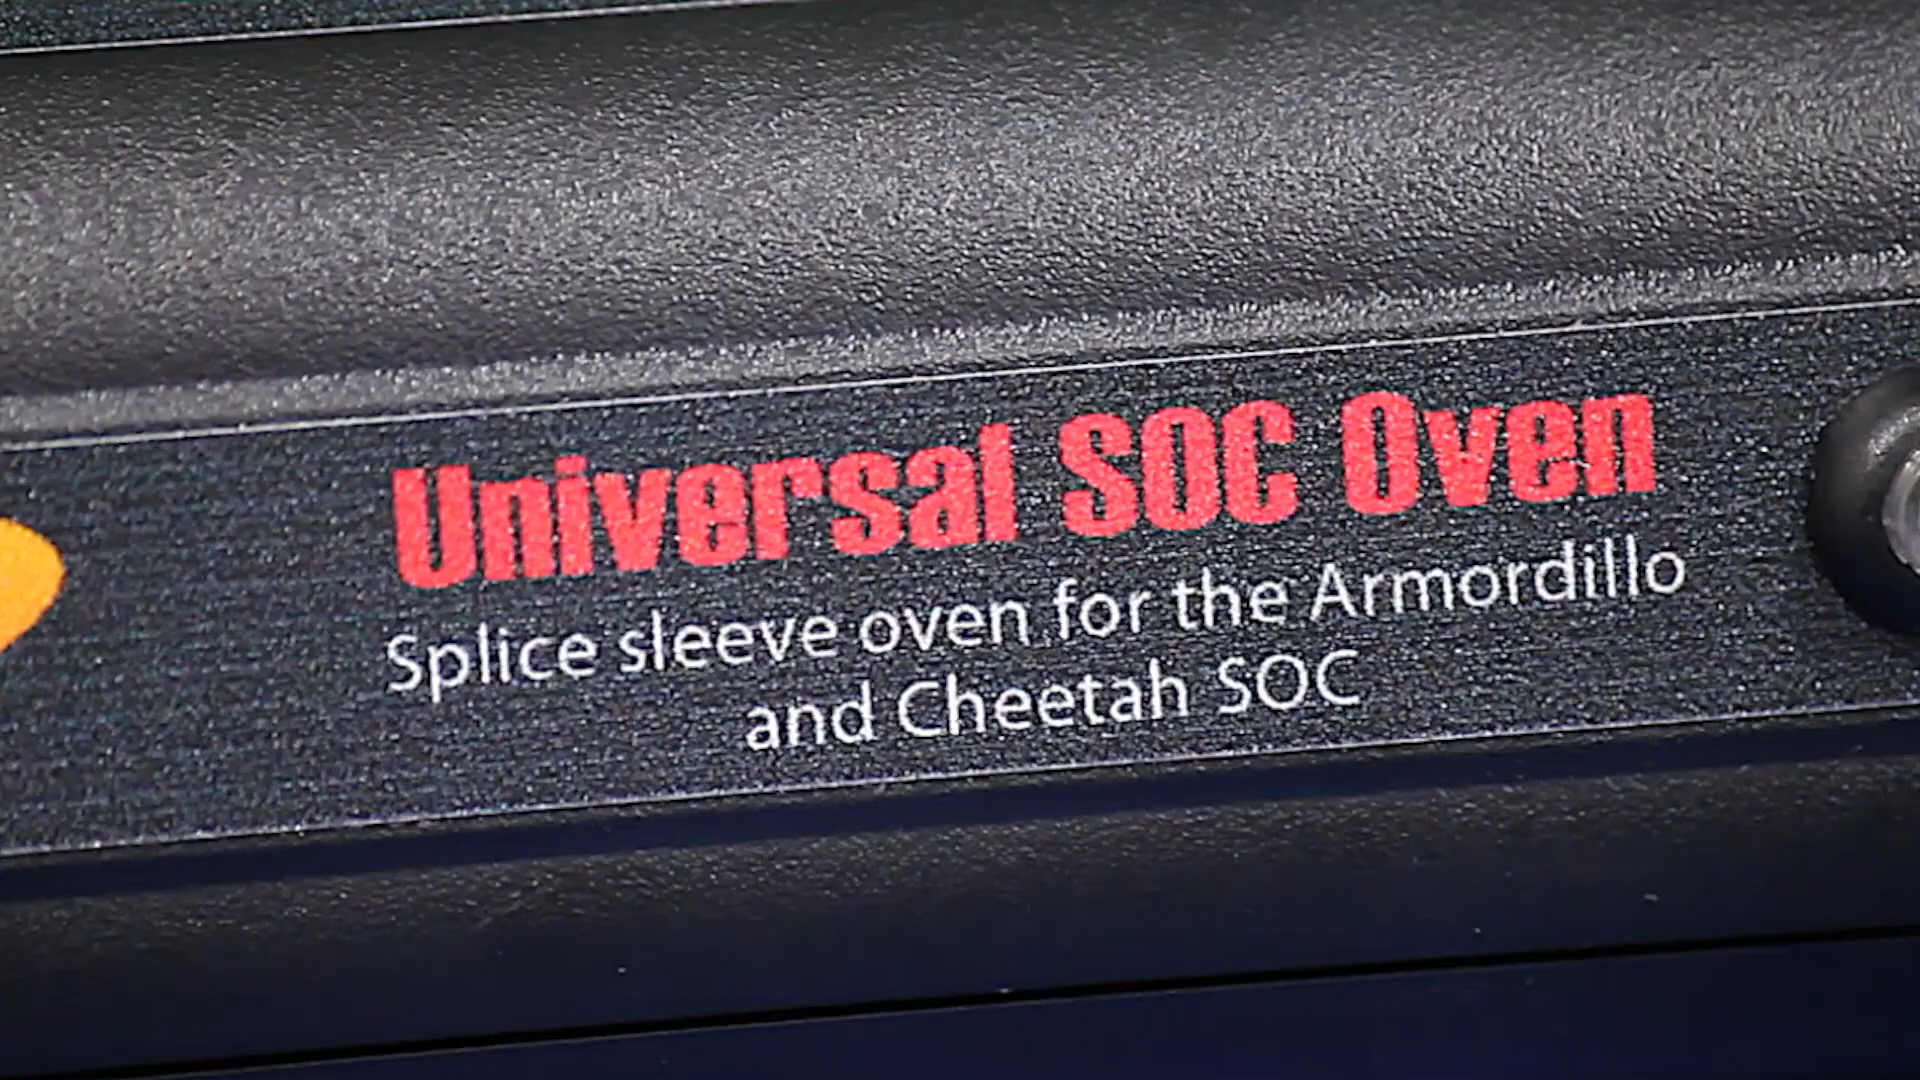 Universal SOC Oven
Splice sleeve oven for the Armordillo
and Cheetah SOC